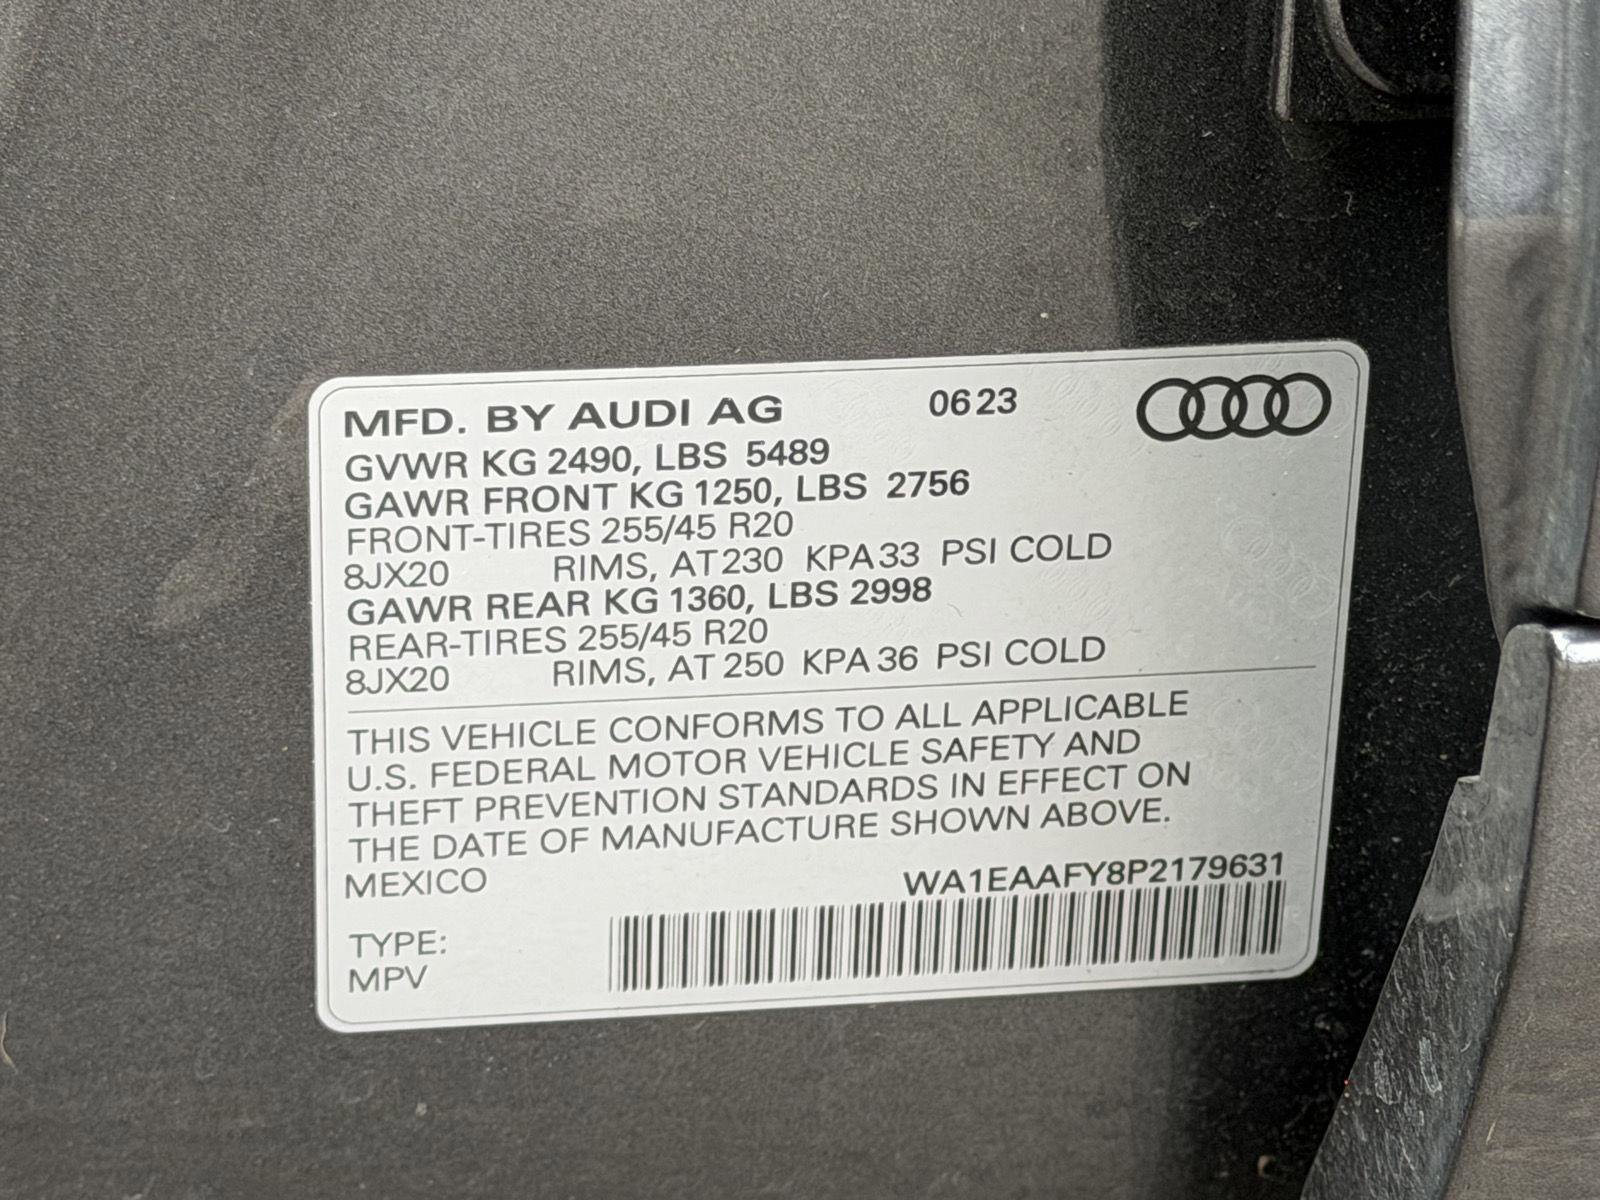 MFD. BY AUDI AG 0623
GVWR KG 2490, LBS 5489
GAWR FRONT KG 1250, LBS 2756
FRONT-TIRES 255/45 R20
8JX20 RIMS, AT 230 KPA 33 PSI COLD
GAWR REAR KG 1360, LBS 2998
REAR-TIRES 255/45 R20
8JX20 RIMS, AT 250 KPA 36 PSI COLD
THIS VEHICLE CONFORMS TO ALL APPLICABLE
U.S. FEDERAL MOTOR VEHICLE SAFETY AND
THEFT PREVENTION STANDARDS IN EFFECT ON
THE DATE OF MANUFACTURE SHOWN ABOVE.
MEXICO WA1EAAFY8P2179631
TYPE:
MPV